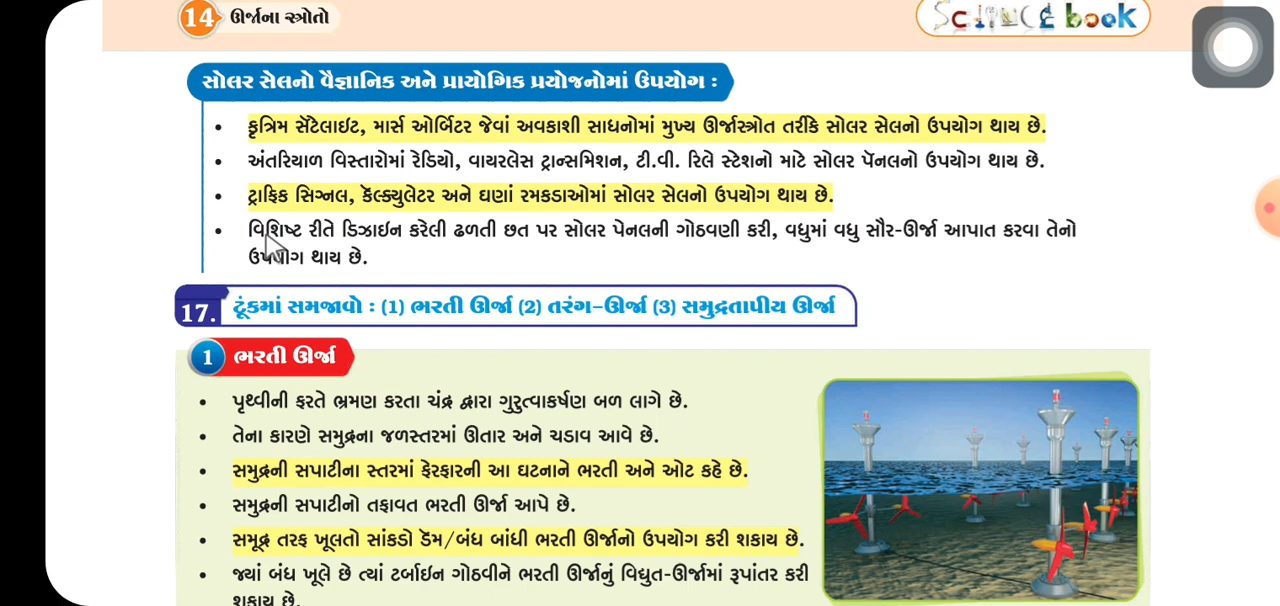 14 ઊર્જાના સ્ત્રોતો
Science book
સોલર સેલનો વૈજ્ઞાનિક અને પ્રાયોગિક પ્રયોજનોમાં ઉપયોગ :
• કૃત્રિમ સૅટેલાઇટ, માર્સ ઓર્બિટર જેવાં અવકાશી સાધનોમાં મુખ્ય ઊર્જાસ્ત્રોત તરીકે સોલર સેલનો ઉપયોગ થાય છે.
• અંતરિયાળ વિસ્તારોમાં રેડિયો, વાયરલેસ ટ્રાન્સમિશન, ટી.વી. રિલે સ્ટેશનો માટે સોલર પૅનલનો ઉપયોગ થાય છે.
• ટ્રાફિક સિગ્નલ, કૅલ્ક્યુલેટર અને ઘણાં રમકડાઓમાં સોલર સેલનો ઉપયોગ થાય છે.
• વિશિષ્ટ રીતે ડિઝાઇન કરેલી ઢળતી છત પર સોલર પેનલની ગોઠવણી કરી, વધુમાં વધુ સૌર-ઊર્જા આપાત કરવા તેનો
ઉપયોગ થાય છે.
17. ટૂંકમાં સમજાવો : (1) ભરતી ઊર્જા (2) તરંગ-ઊર્જા (3) સમુદ્રતાપીય ઊર્જા
1 ભરતી ઊર્જા
• પૃથ્વીની ફરતે ભ્રમણ કરતા ચંદ્ર દ્વારા ગુરુત્વાકર્ષણ બળ લાગે છે.
• તેના કારણે સમુદ્રના જળસ્તરમાં ઊતાર અને ચડાવ આવે છે.
• સમુદ્રની સપાટીના સ્તરમાં ફેરફારની આ ઘટનાને ભરતી અને ઓટ કહે છે.
• સમુદ્રની સપાટીનો તફાવત ભરતી ઊર્જા આપે છે.
• સમૂદ્ર તરફ ખૂલતો સાંકડો ડૅમ/બંધ બાંધી ભરતી ઊર્જાનો ઉપયોગ કરી શકાય છે.
• જ્યાં બંધ ખૂલે છે ત્યાં ટર્બાઇન ગોઠવીને ભરતી ઊર્જાનું વિદ્યુત-ઊર્જામાં રૂપાંતર કરી
શકાય છે.